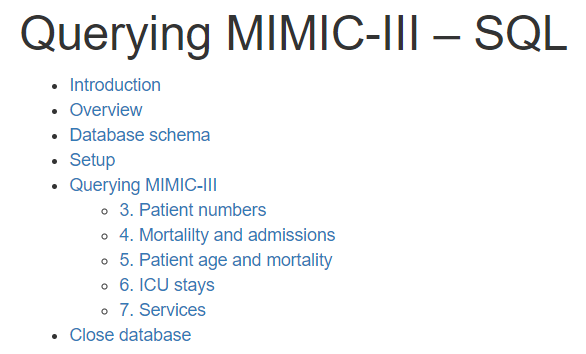 Querying MIMIC-III – SQL
Introduction
Overview
Database schema
Setup
Querying MIMIC-III
3. Patient numbers
4. Mortalilty and admissions
5. Patient age and mortality
6. ICU stays
7. Services
Close database